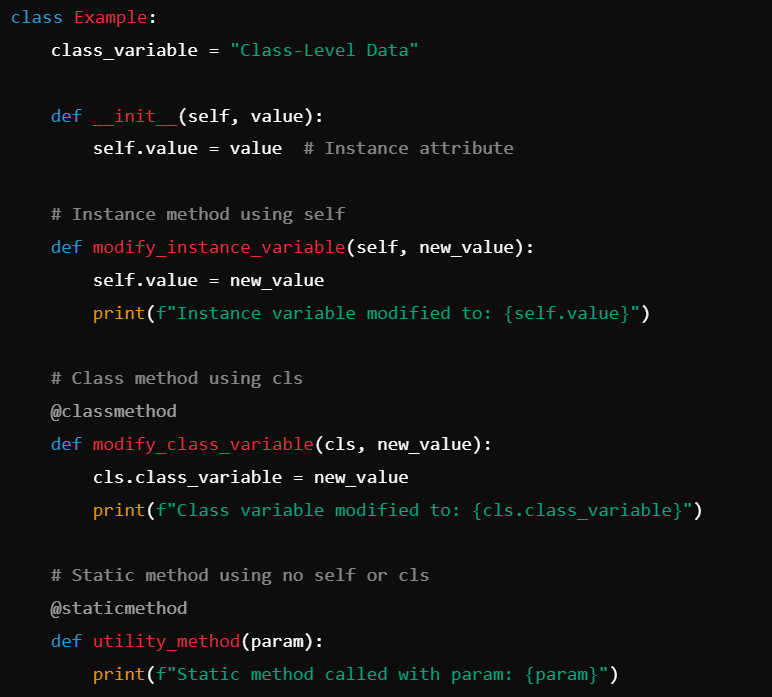 class Example:
    class_variable = "Class-Level Data"

    def __init__(self, value):
        self.value = value  # Instance attribute

    # Instance method using self
    def modify_instance_variable(self, new_value):
        self.value = new_value
        print(f"Instance variable modified to: {self.value}")

    # Class method using cls
    @classmethod
    def modify_class_variable(cls, new_value):
        cls.class_variable = new_value
        print(f"Class variable modified to: {cls.class_variable}")

    # Static method using no self or cls
    @staticmethod
    def utility_method(param):
        print(f"Static method called with param: {param}")